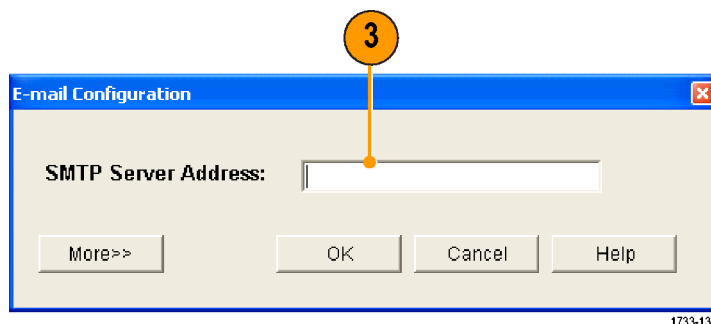 3
E-mail Configuration
SMTP Server Address:
More>> OK Cancel Help
1733-13